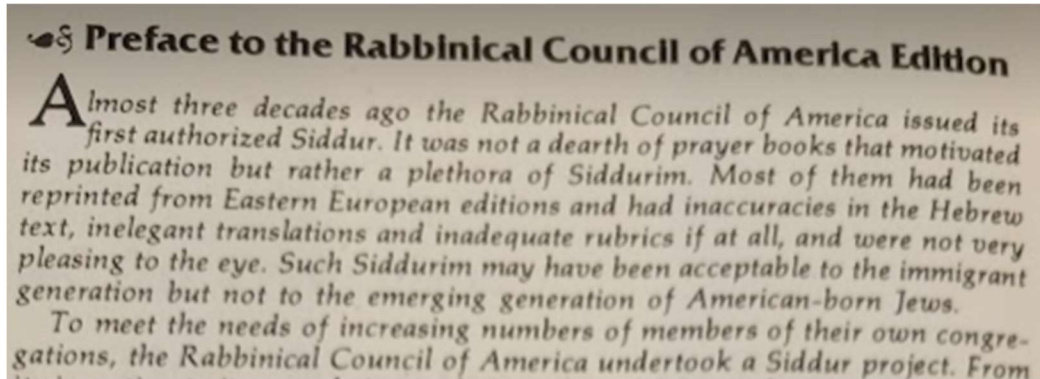 Preface to the Rabbinical Council of America Edition
Almost three decades ago the Rabbinical Council of America issued its
first authorized Siddur. It was not a dearth of prayer books that motivated
its publication but rather a plethora of Siddurim. Most of them had been
reprinted from Eastern European editions and had inaccuracies in the Hebrew
text, inelegant translations and inadequate rubrics if at all, and were not very
pleasing to the eye. Such Siddurim may have been acceptable to the immigrant
generation but not to the emerging generation of American-born Jews.
To meet the needs of increasing numbers of members of their own congre-
gations, the Rabbinical Council of America undertook a Siddur project. From